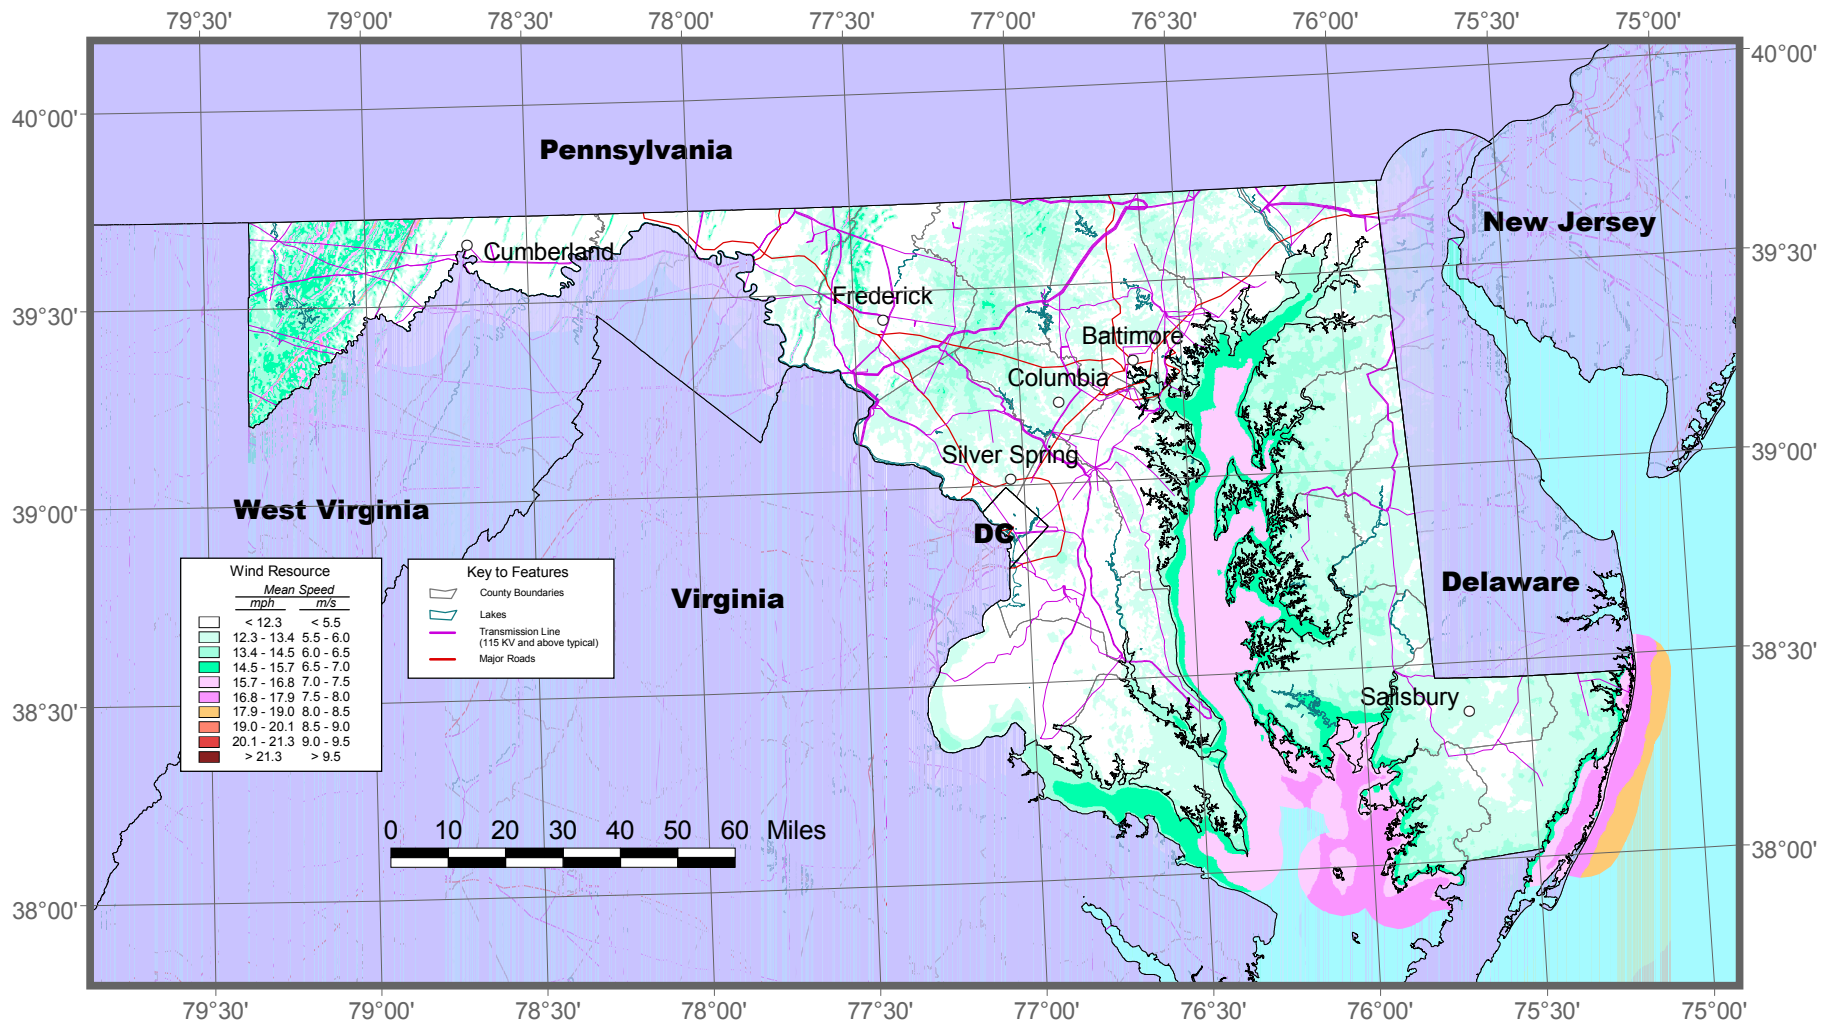 79°30' 79°00' 78°30' 78°00' 77°30' 77°00' 76°30' 76°00' 75°30' 75°00'
40°00'
40°00'
Pennsylvania
New Jersey
39°30'
Cumberland
Frederick
39°30'
Baltimore
Columbia
39°00'
Silver Spring
39°00'
West Virginia
DC
Virginia
Delaware
Wind Resource
Mean Speed
mph m/s
< 12.3 < 5.5
12.3 - 13.4 5.5 - 6.0
13.4 - 14.5 6.0 - 6.5
14.5 - 15.7 6.5 - 7.0
15.7 - 16.8 7.0 - 7.5
16.8 - 17.9 7.5 - 8.0
17.9 - 19.0 8.0 - 8.5
19.0 - 20.1 8.5 - 9.0
20.1 - 21.3 9.0 - 9.5
> 21.3 > 9.5
Key to Features
County Boundaries
Lakes
Transmission Line
(115 KV and above typical)
Major Roads
38°30'
Salisbury
38°30'
0 10 20 30 40 50 60 Miles
38°00'
38°00'
79°30' 79°00' 78°30' 78°00' 77°30' 77°00' 76°30' 76°00' 75°30' 75°00'